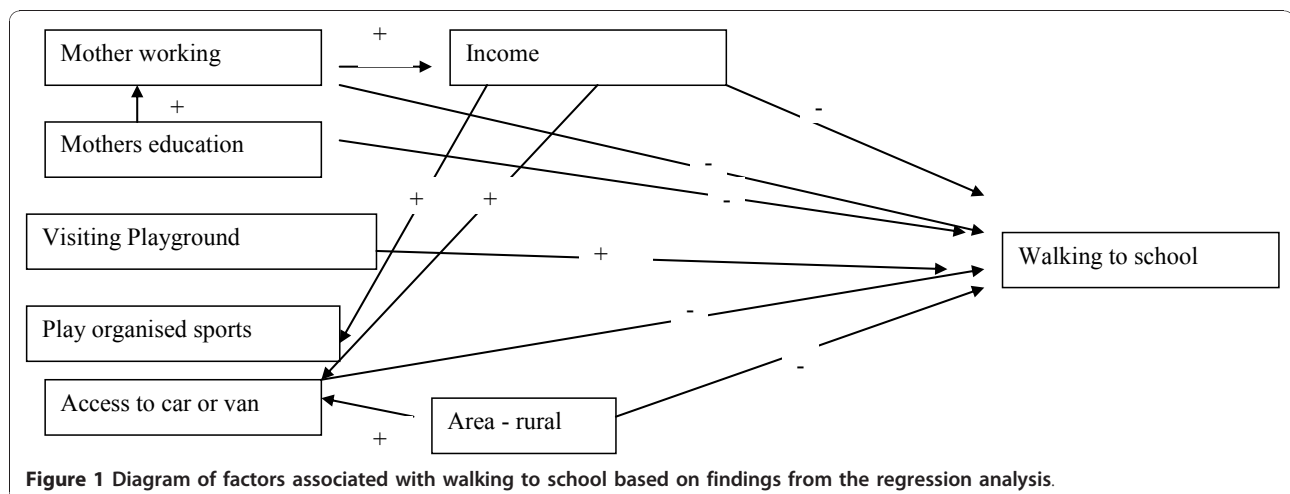 Mother working
+
Income
+
Mothers education
-
-
-
+
+
Visiting Playground
+
Walking to school
Play organised sports
-
-
Access to car or van
Area - rural
+
Figure 1 Diagram of factors associated with walking to school based on findings from the regression analysis.